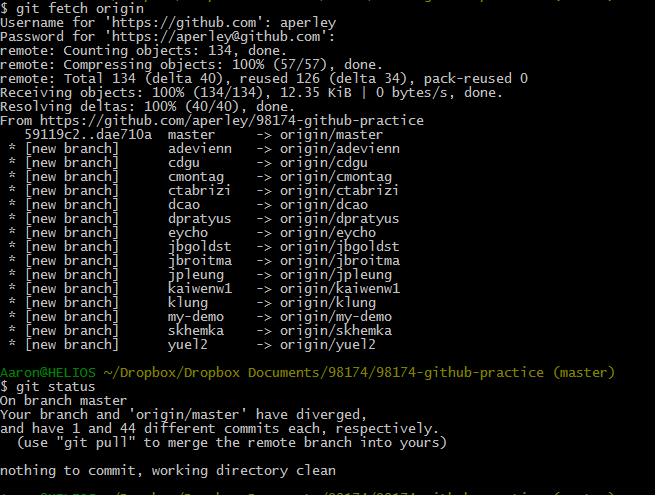 $ git fetch origin
Username for 'https://github.com': aperley
Password for 'https://aperley@github.com':
remote: Counting objects: 134, done.
remote: Compressing objects: 100% (57/57), done.
remote: Total 134 (delta 40), reused 126 (delta 34), pack-reused 0
Receiving objects: 100% (134/134), 12.35 KiB | 0 bytes/s, done.
Resolving deltas: 100% (40/40), done.
From https://github.com/aperley/98174-github-practice
   59119c2..dae710a  master     -> origin/master
 * [new branch]      adevienn   -> origin/adevienn
 * [new branch]      cdgu       -> origin/cdgu
 * [new branch]      cmontag    -> origin/cmontag
 * [new branch]      ctabrizi   -> origin/ctabrizi
 * [new branch]      dcao       -> origin/dcao
 * [new branch]      dpratyus   -> origin/dpratyus
 * [new branch]      eycho      -> origin/eycho
 * [new branch]      jbgoldst   -> origin/jbgoldst
 * [new branch]      jbroitma   -> origin/jbroitma
 * [new branch]      jpleung    -> origin/jpleung
 * [new branch]      kaiwenw1   -> origin/kaiwenw1
 * [new branch]      klung      -> origin/klung
 * [new branch]      my-demo    -> origin/my-demo
 * [new branch]      skhemka    -> origin/skhemka
 * [new branch]      yuel2      -> origin/yuel2
Aaron@HELIOS ~/Dropbox/Dropbox Documents/98174/98174-github-practice (master)
$ git status
On branch master
Your branch and 'origin/master' have diverged,
and have 1 and 44 different commits each, respectively.
  (use "git pull" to merge the remote branch into yours)
nothing to commit, working directory clean